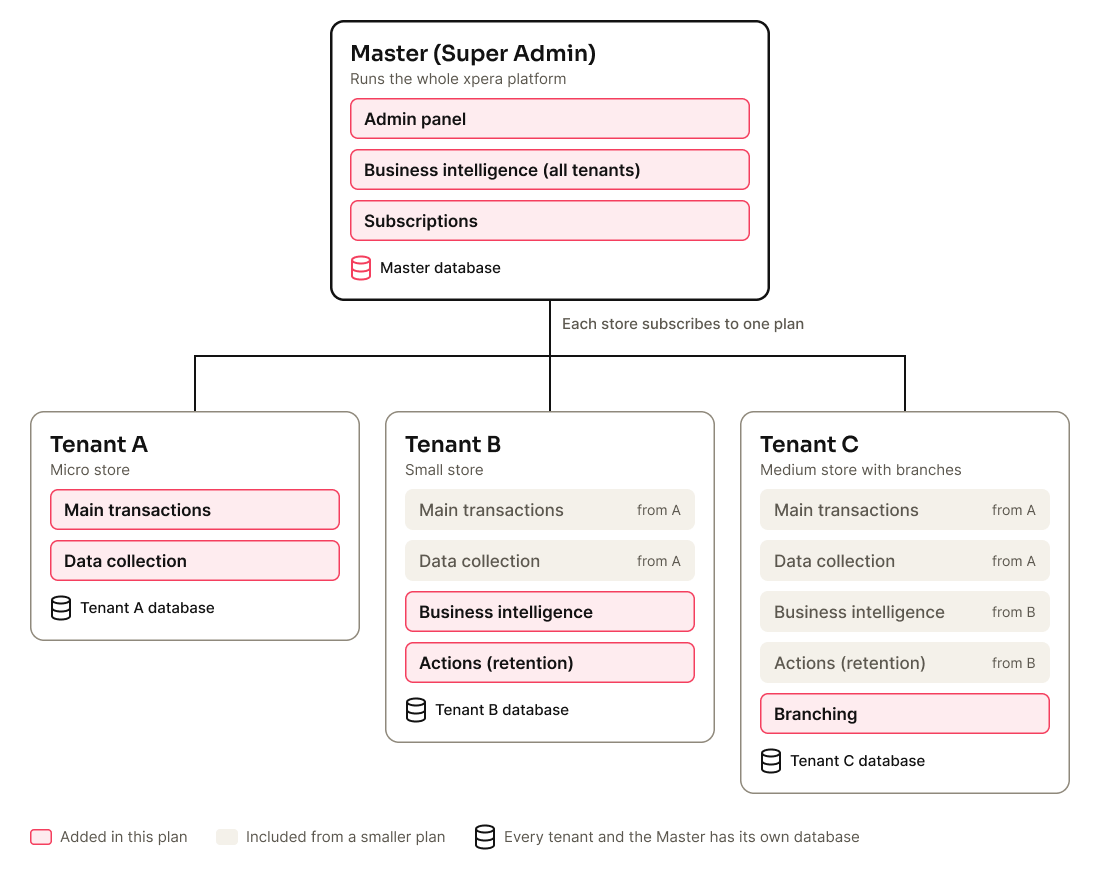 Master (Super Admin)
Runs the whole xpera platform
Admin panel
Business intelligence (all tenants)
Subscriptions
Master database
Each store subscribes to one plan
Tenant A
Micro store
Main transactions
Data collection
Tenant A database
Tenant B
Small store
Main transactions from A
Data collection from A
Business intelligence
Actions (retention)
Tenant B database
Tenant C
Medium store with branches
Main transactions from A
Data collection from A
Business intelligence from B
Actions (retention) from B
Branching
Tenant C database
Added in this plan
Included from a smaller plan
Every tenant and the Master has its own database